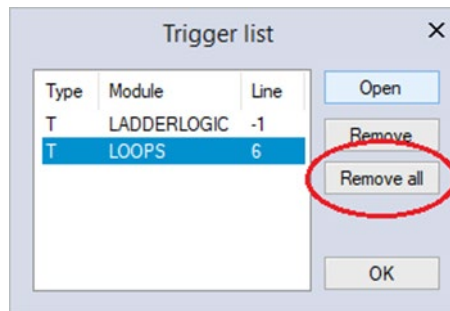 Trigger list
Type Module Line
T LADDERLOGIC -1
T LOOPS 6
Open
Remove
Remove all
OK